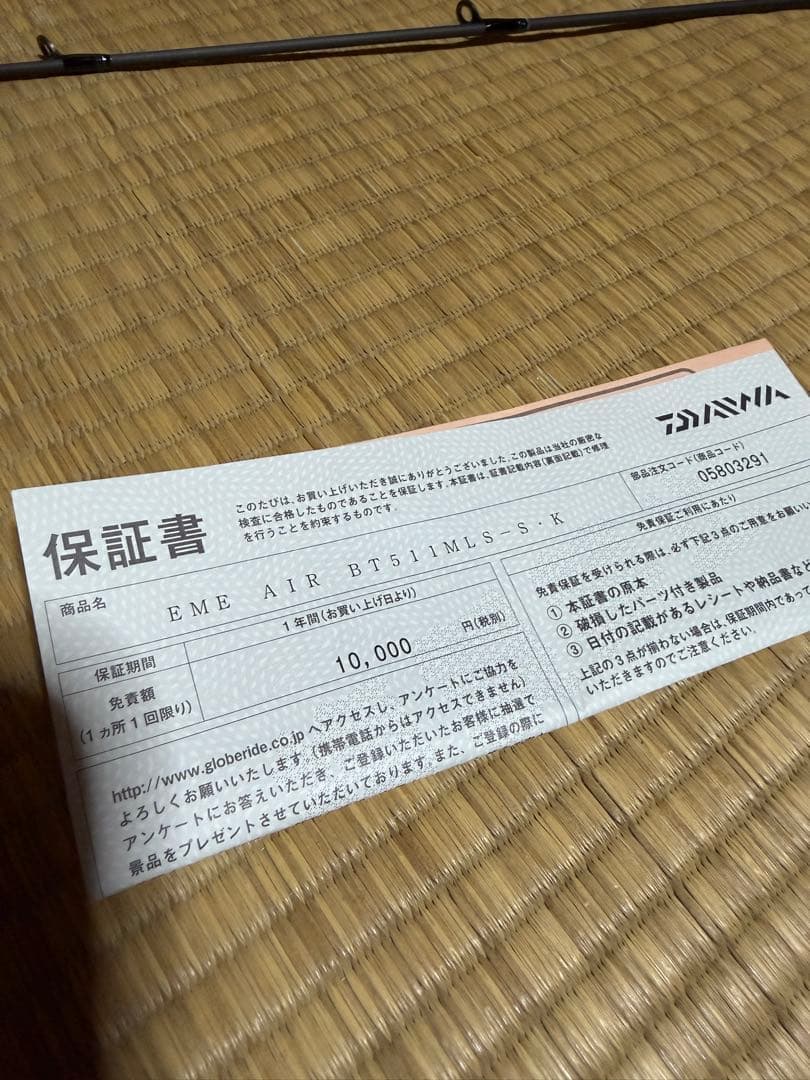 DAIWA
保証書
このたびは、お買い上げいただき誠にありがとうございました。この製品は当社の厳密な
検査に合格したものであることを保証します。本証書は、証書記載内容(裏面記載)で修理
を行うことを約束するものです。
部品注文コード(商品コード)
05803291
商品名
EME AIR BT511MLS-S・K
保証期間
1年間(お買い上げ日より)
免責額
(1ヵ所1回限り)
10,000 円(税別)
http://www.globeride.co.jp へアクセスし、アンケートにご協力を
よろしくお願いいたします。(携帯電話からはアクセスできません)
アンケートにお答えいただき、ご登録いただいたお客様に抽選で
景品をプレゼントさせていただいております。また、ご登録の際に
免責保証ご利用にあたり
免責保証を受けられる際は、必ず下記3点のご用意をお願いい
① 本証書の原本
② 破損したパーツ付き製品
③ 日付の記載があるレシートや納品書など
上記の3点が揃わない場合は、保証期間内であって
いただきますのでご注意ください。